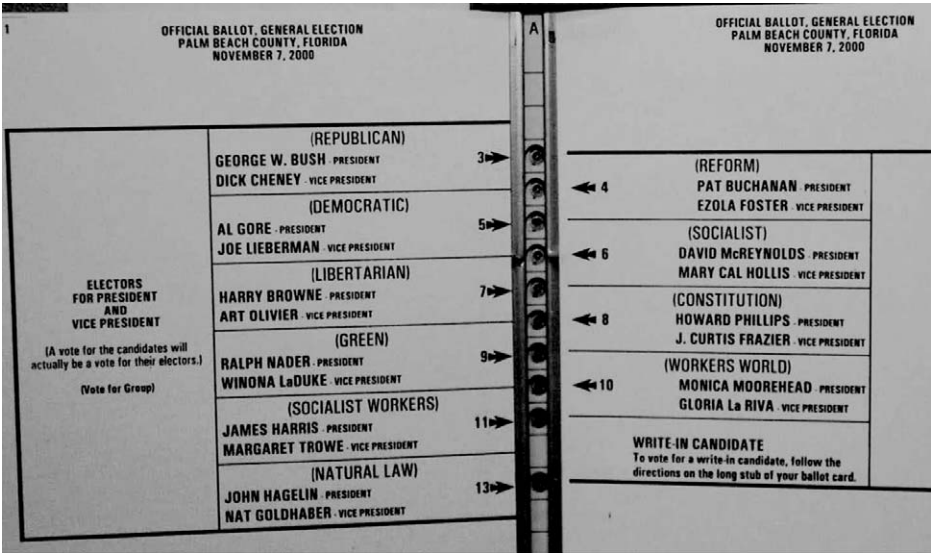 1
OFFICIAL BALLOT, GENERAL ELECTION
PALM BEACH COUNTY, FLORIDA
NOVEMBER 7, 2000
ELECTORS
FOR PRESIDENT
AND
VICE PRESIDENT
(A vote for the candidates will
actually be a vote for their electors.)
(Vote for Group)
(REPUBLICAN)
GEORGE W. BUSH - PRESIDENT
DICK CHENEY - VICE PRESIDENT
3
(DEMOCRATIC)
AL GORE - PRESIDENT
JOE LIEBERMAN - VICE PRESIDENT
5
(LIBERTARIAN)
HARRY BROWNE - PRESIDENT
ART OLIVIER - VICE PRESIDENT
7
(GREEN)
RALPH NADER - PRESIDENT
WINONA LaDUKE - VICE PRESIDENT
9
(SOCIALIST WORKERS)
JAMES HARRIS - PRESIDENT
MARGARET TROWE - VICE PRESIDENT
11
(NATURAL LAW)
JOHN HAGELIN - PRESIDENT
NAT GOLDHABER - VICE PRESIDENT
13
A
OFFICIAL BALLOT, GENERAL ELECTION
PALM BEACH COUNTY, FLORIDA
NOVEMBER 7, 2000
4
(REFORM)
PAT BUCHANAN - PRESIDENT
EZOLA FOSTER - VICE PRESIDENT
6
(SOCIALIST)
DAVID McREYNOLDS - PRESIDENT
MARY CAL HOLLIS - VICE PRESIDENT
8
(CONSTITUTION)
HOWARD PHILLIPS - PRESIDENT
J. CURTIS FRAZIER - VICE PRESIDENT
10
(WORKERS WORLD)
MONICA MOOREHEAD - PRESIDENT
GLORIA La RIVA - VICE PRESIDENT
WRITE-IN CANDIDATE
To vote for a write-in candidate, follow the
directions on the long stub of your ballot card.